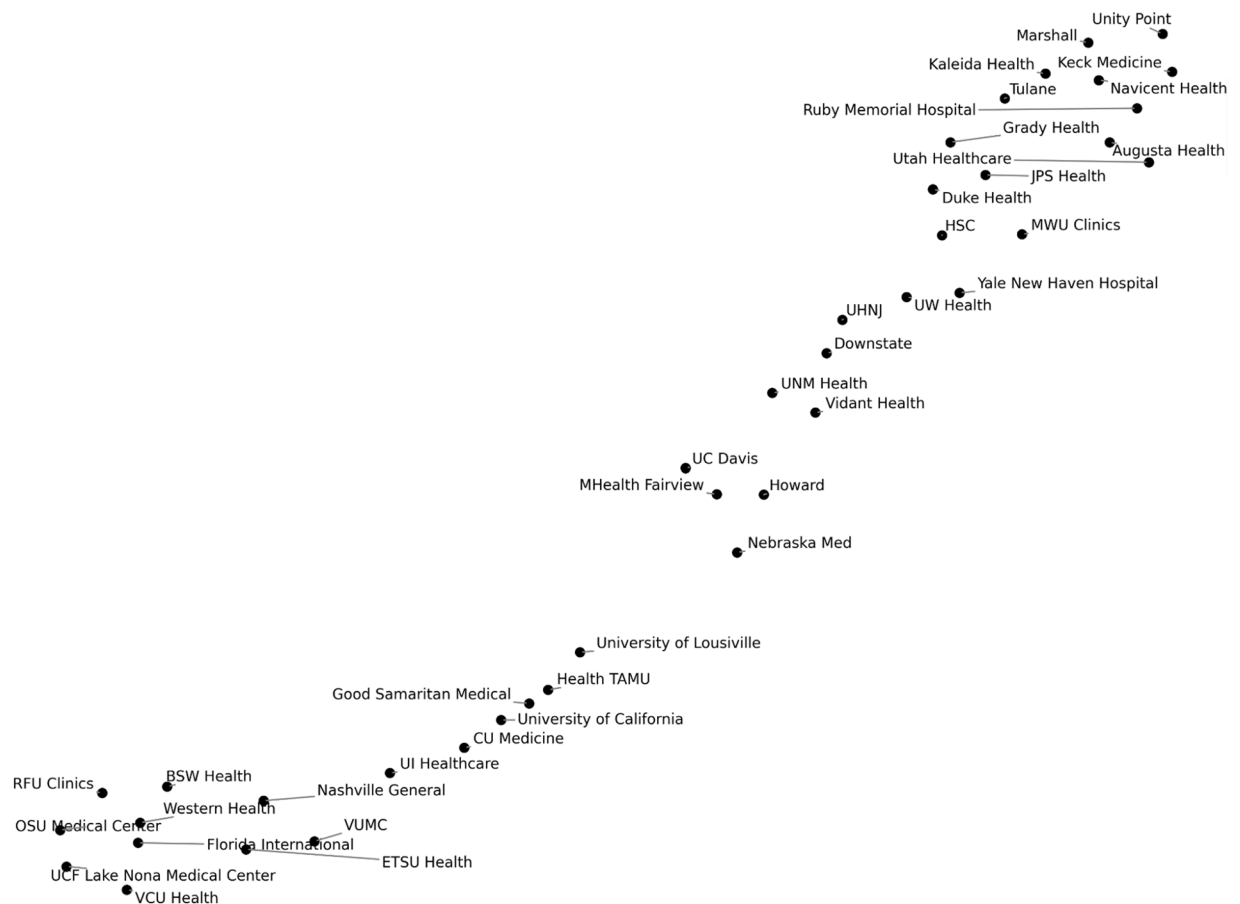 Unity Point
Marshall
Kaleida Health
Keck Medicine
Tulane
Navicent Health
Ruby Memorial Hospital
Grady Health
Augusta Health
Utah Healthcare
JPS Health
Duke Health
HSC
MWU Clinics
Yale New Haven Hospital
UW Health
UHNJ
Downstate
UNM Health
Vidant Health
UC Davis
MHealth Fairview
Howard
Nebraska Med
University of Lousiville
Health TAMU
Good Samaritan Medical
University of California
CU Medicine
UI Healthcare
BSW Health
RFU Clinics
Nashville General
Western Health
OSU Medical Center
VUMC
Florida International
ETSU Health
UCF Lake Nona Medical Center
VCU Health